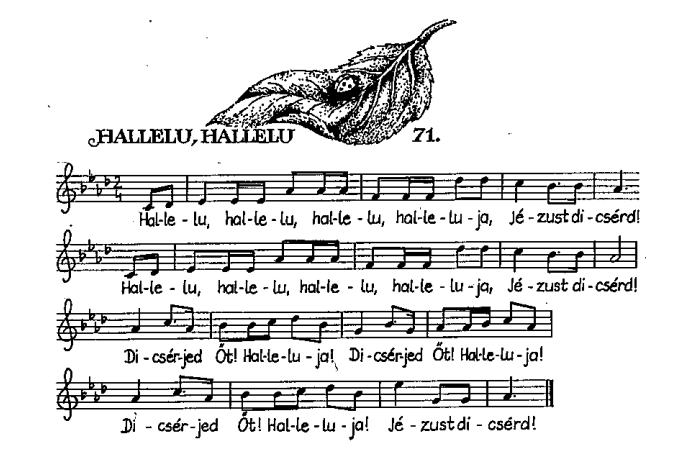 HALLELU, HALLELU 71.
2
4
Hal-le-lu, hal-le-lu, hal-le-lu, hal-le-lu-ja, Jé-zust di-csérd!
Hal-le-lu, hal-le-lu, hal-le-lu, hal-le-lu-ja, Jé-zust di-csérd!
Di-csér-jed Őt! Hal-le-lu-ja! Di-csér-jed Őt! Hal-le-lu-ja!
Di-csér-jed Őt! Hal-le-lu-ja! Jé-zust di-csérd!